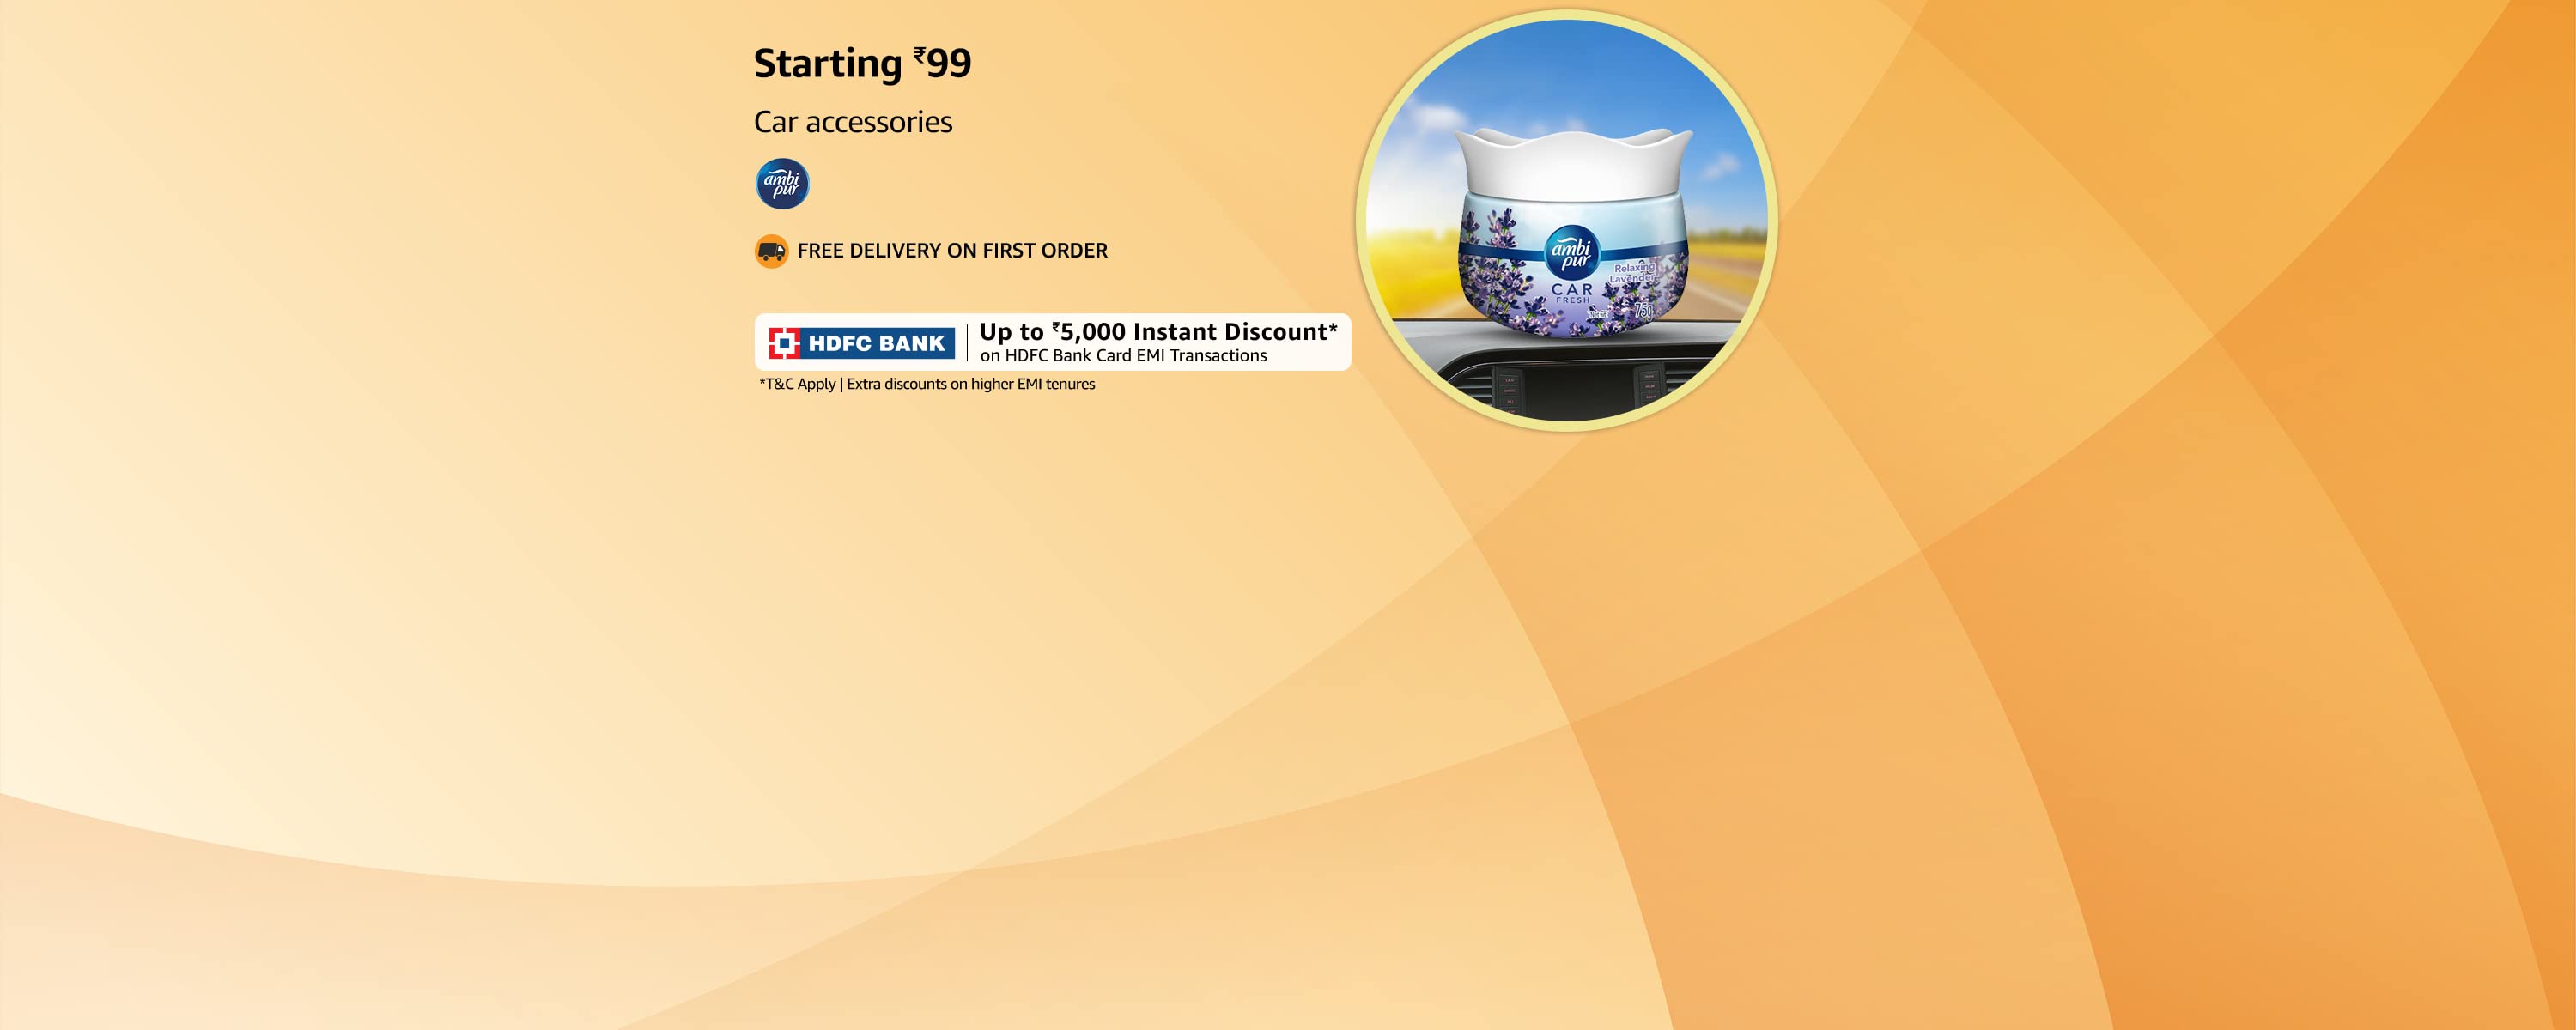 Starting ₹99
Car accessories
ambi
pur
FREE DELIVERY ON FIRST ORDER
HDFC BANK
Up to ₹5,000 Instant Discount*
on HDFC Bank Card EMI Transactions
*T&C Apply | Extra discounts on higher EMI tenures
ambi
pur
Relaxing
Lavender
CAR
FRESH
75g